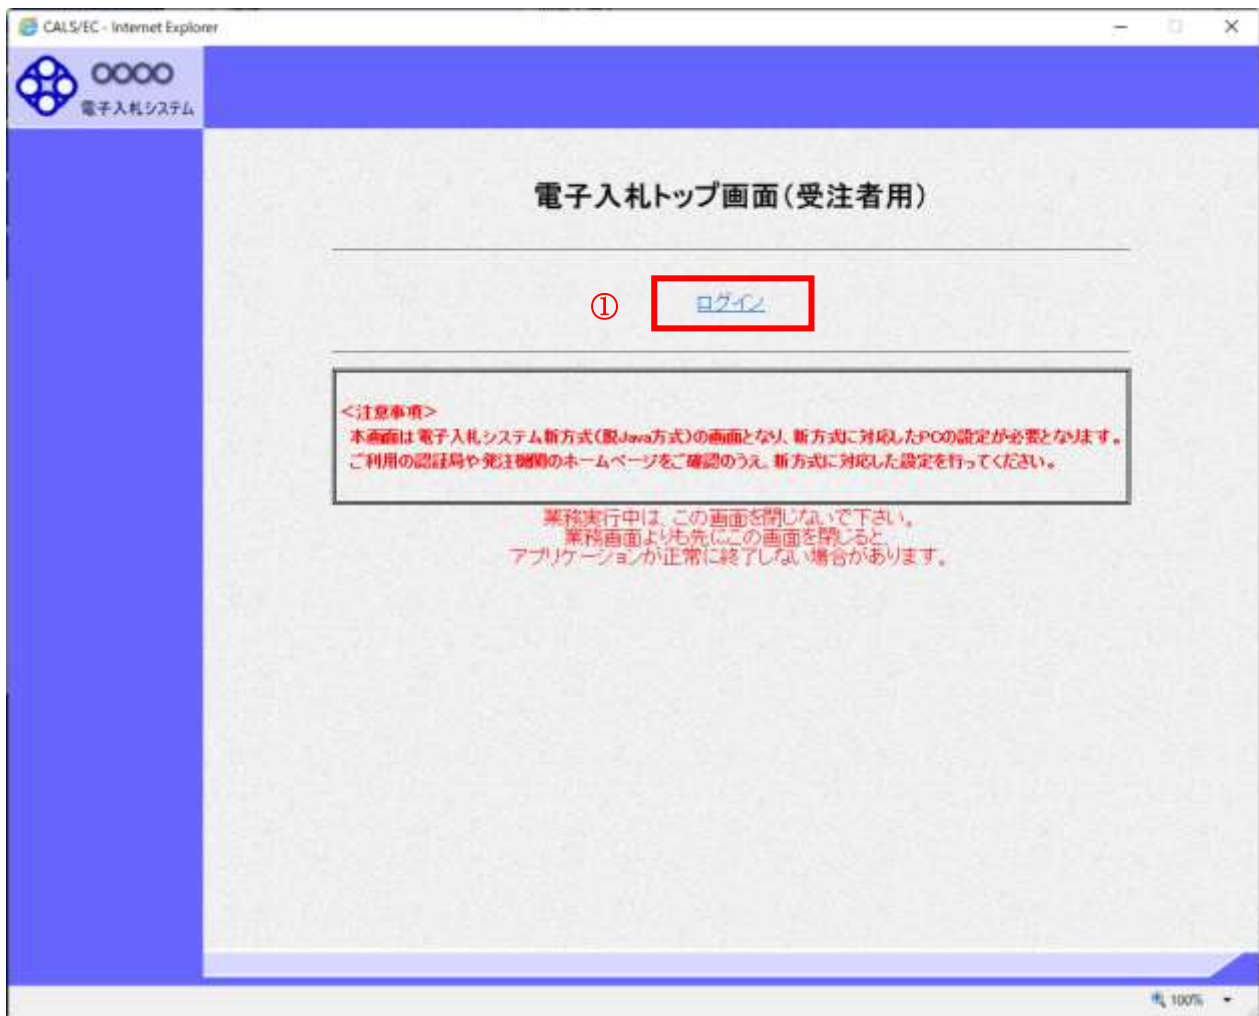 CALS/EC - Internet Explorer
○○○○
電子入札システム
電子入札トップ画面(受注者用)
① ログイン
<注意事項>
本画面は電子入札システム新方式(脱Java方式)の画面となり、新方式に対応したPCの設定が必要となります。
ご利用の認証局や発注機関のホームページをご確認のうえ、新方式に対応した設定を行ってください。
業務実行中は、この画面を閉じないで下さい。
業務画面よりも先にこの画面を閉じると、
アプリケーションが正常に終了しない場合があります。
100%